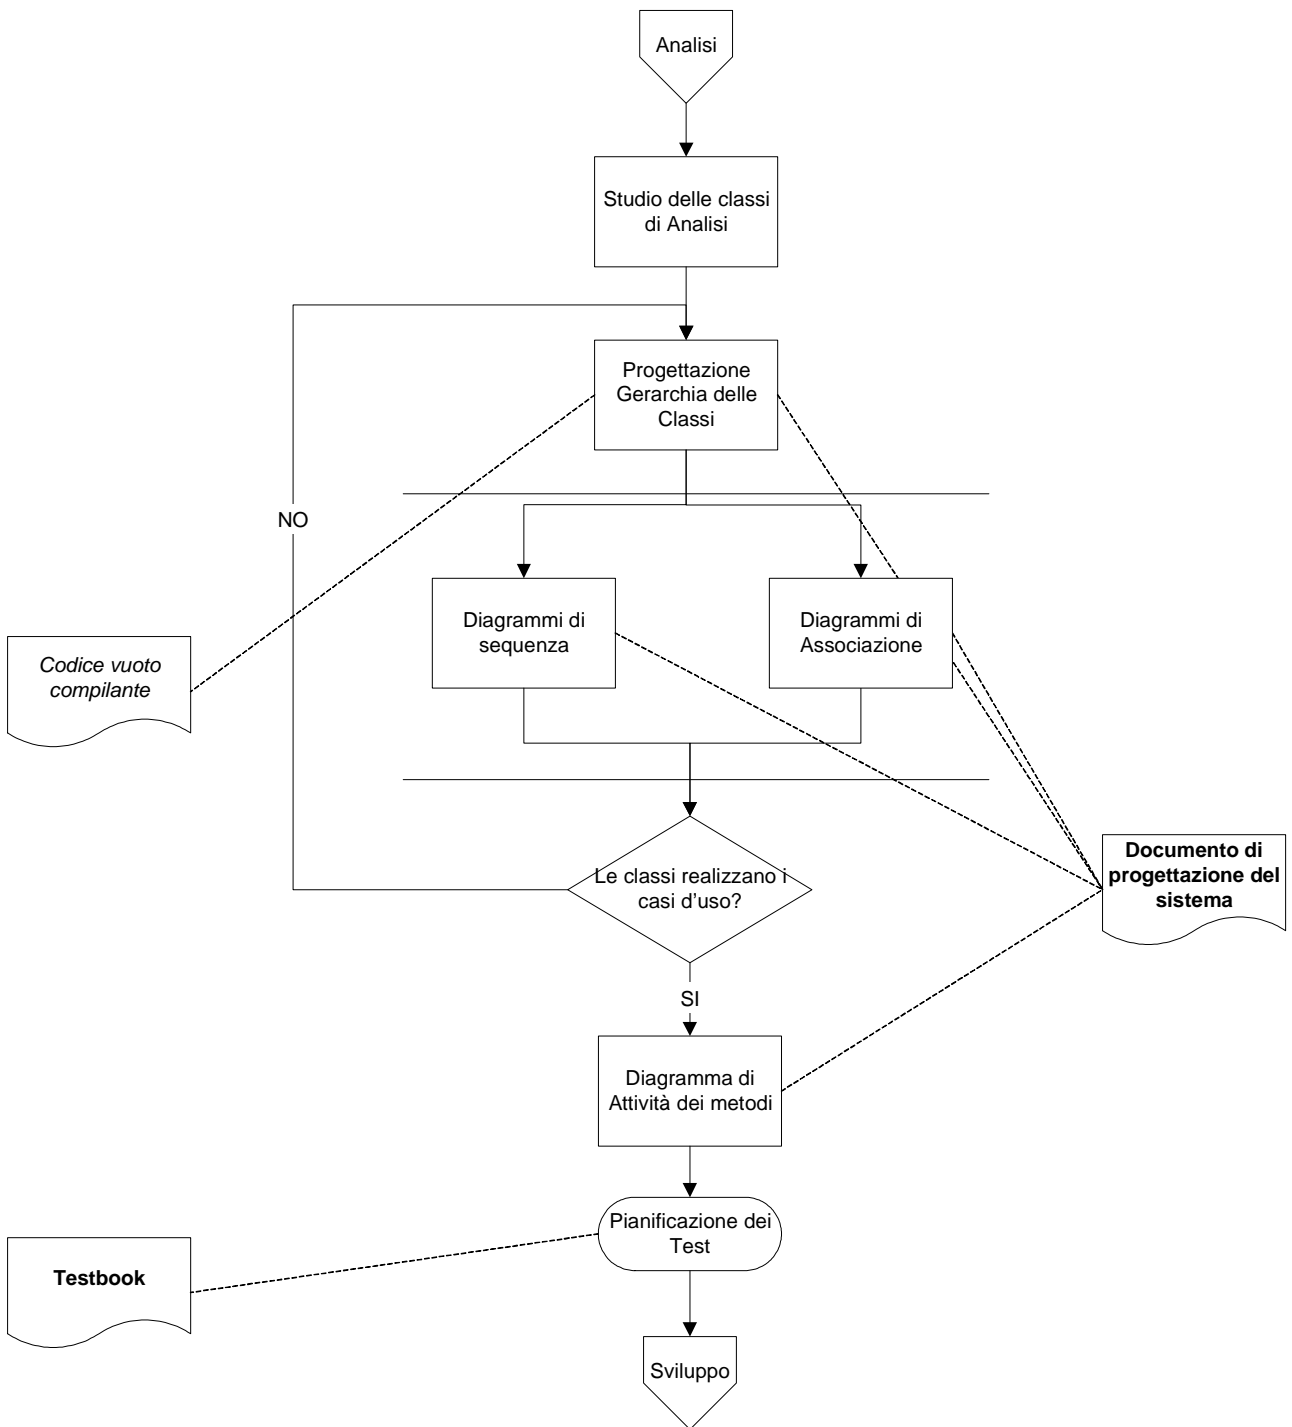 Analisi
Studio delle classi
di Analisi
Progettazione
Gerarchia delle
Classi
NO
Diagrammi di
sequenza
Diagrammi di
Associazione
Codice vuoto
compilante
Le classi realizzano i
casi d'uso?
Documento di
progettazione del
sistema
SI
Diagramma di
Attività dei metodi
Pianificazione dei
Test
Testbook
Sviluppo